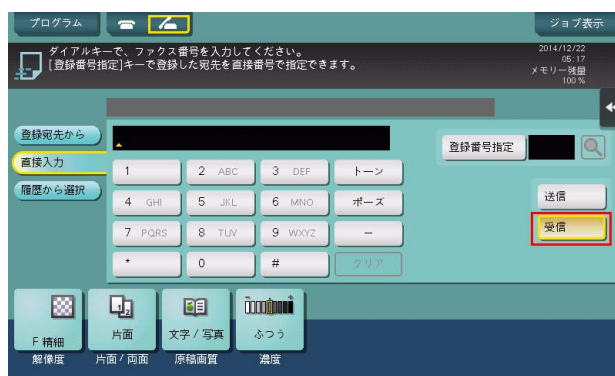 プログラム
ジョブ表示
ダイアルキーで、ファクス番号を入力してください。
[登録番号指定]キーで登録した宛先を直接番号で指定できます。
2014/12/22
05:17
メモリー残量
100 %
登録宛先から
直接入力
履歴から選択
登録番号指定
1
2 ABC
3 DEF
トーン
4 GHI
5 JKL
6 MNO
ポーズ
7 PQRS
8 TUV
9 WXYZ
－
*
0
#
クリア
送信
受信
F 精細
片面
文字 / 写真
ふつう
解像度
片面 / 両面
原稿画質
濃度